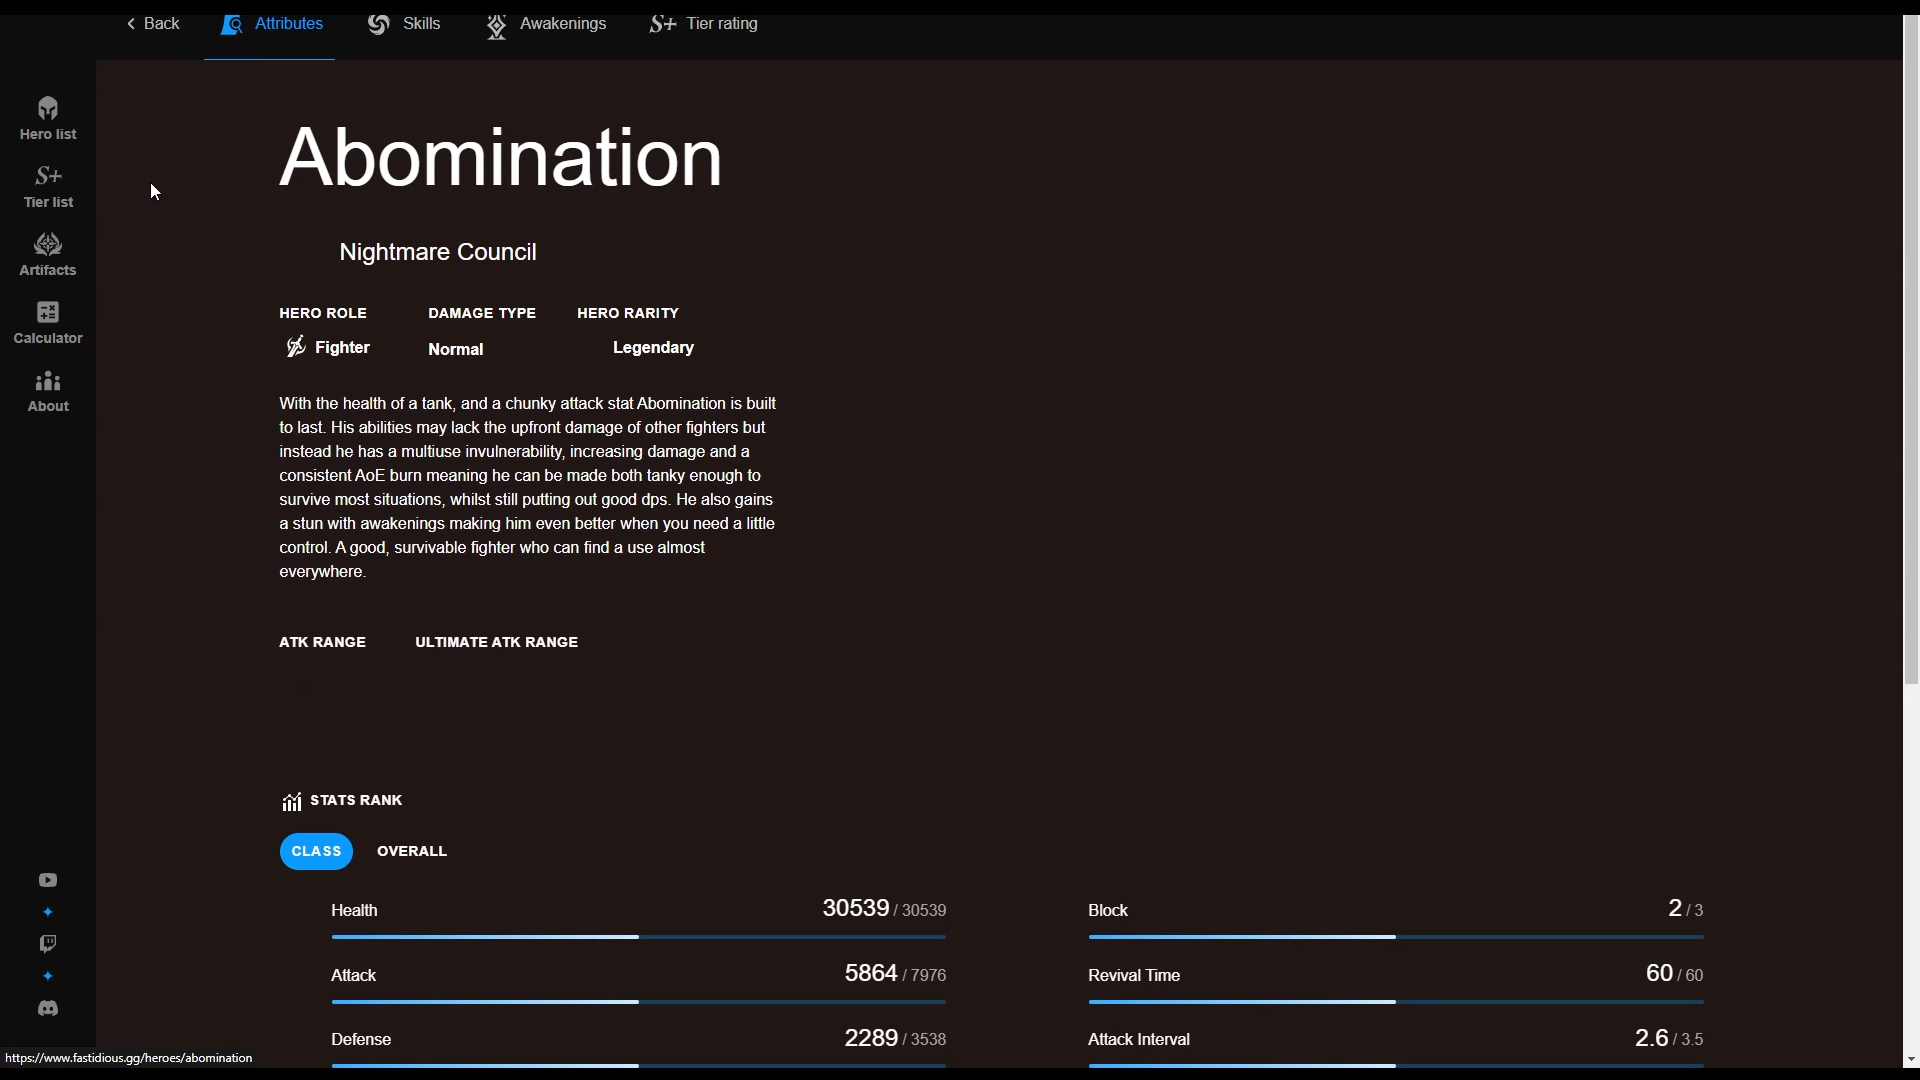 Back
Attributes
Skills
Awakenings
S+ Tier rating
Hero list
S+
Tier list
Artifacts
Calculator
About
Abomination
Nightmare Council
HERO ROLE
DAMAGE TYPE
HERO RARITY
Fighter
Normal
Legendary
With the health of a tank, and a chunky attack stat Abomination is built
to last. His abilities may lack the upfront damage of other fighters but
instead he has a multiuse invulnerability, increasing damage and a
consistent AoE burn meaning he can be made both tanky enough to
survive most situations, whilst still putting out good dps. He also gains
a stun with awakenings making him even better when you need a little
control. A good, survivable fighter who can find a use almost
everywhere.
ATK RANGE
ULTIMATE ATK RANGE
STATS RANK
CLASS
OVERALL
Health 30539 / 30539
Block 2 / 3
Attack 5864 / 7976
Revival Time 60 / 60
Defense 2289 / 3538
Attack Interval 2.6 / 3.5
https://www.fastidious.gg/heroes/abomination